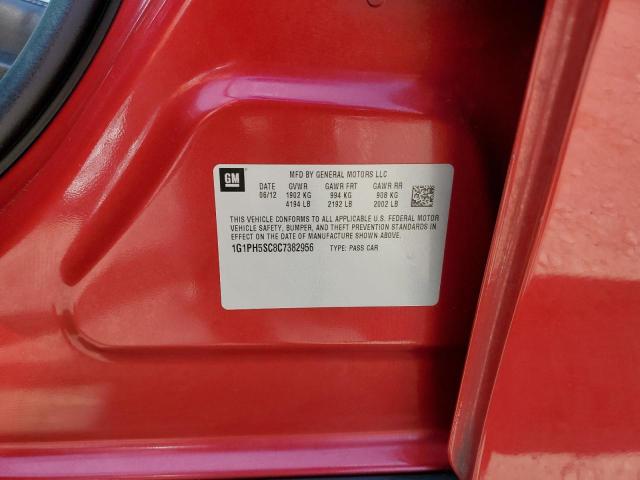 GM
MFD BY GENERAL MOTORS LLC
DATE GVWR GAWR FRT GAWR RR
06/12 1902 KG 994 KG 908 KG
4194 LB 2192 LB 2002 LB
THIS VEHICLE CONFORMS TO ALL APPLICABLE U.S. FEDERAL MOTOR
VEHICLE SAFETY, BUMPER, AND THEFT PREVENTION STANDARDS IN
EFFECT ON THE DATE OF MANUFACTURE SHOWN ABOVE.
1G1PH5SC8C7382956 TYPE: PASS CAR